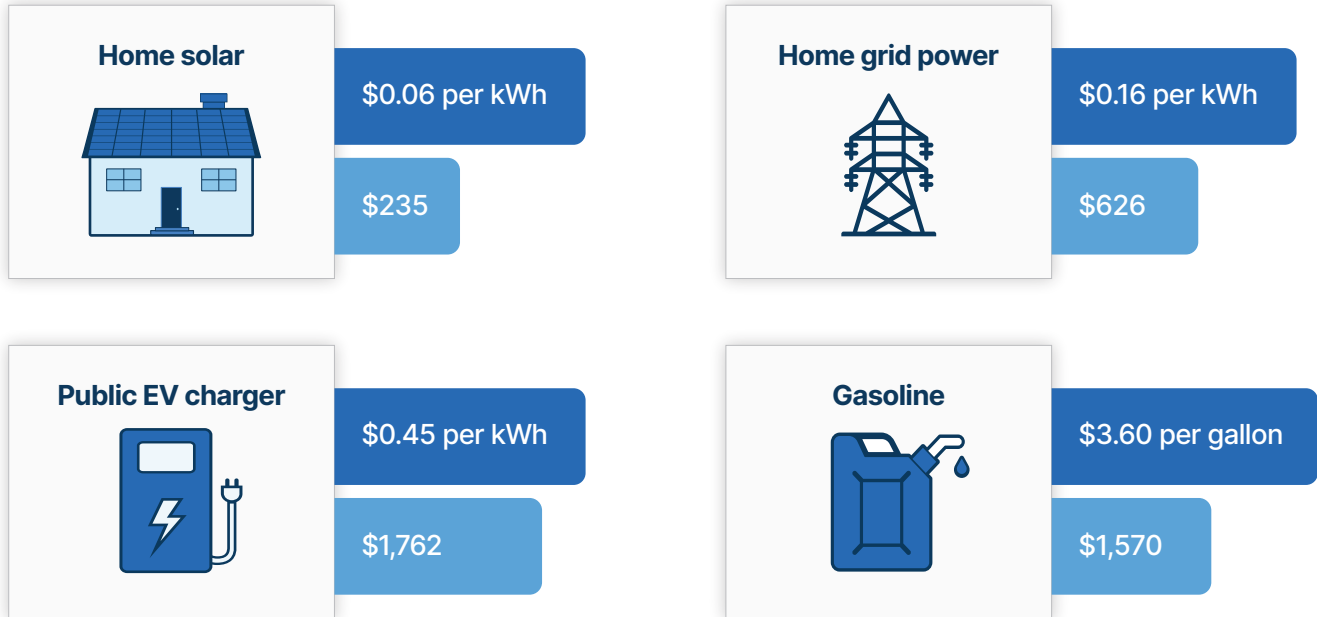 Home solar
$0.06 per kWh
$235
Home grid power
$0.16 per kWh
$626
Public EV charger
$0.45 per kWh
$1,762
Gasoline
$3.60 per gallon
$1,570